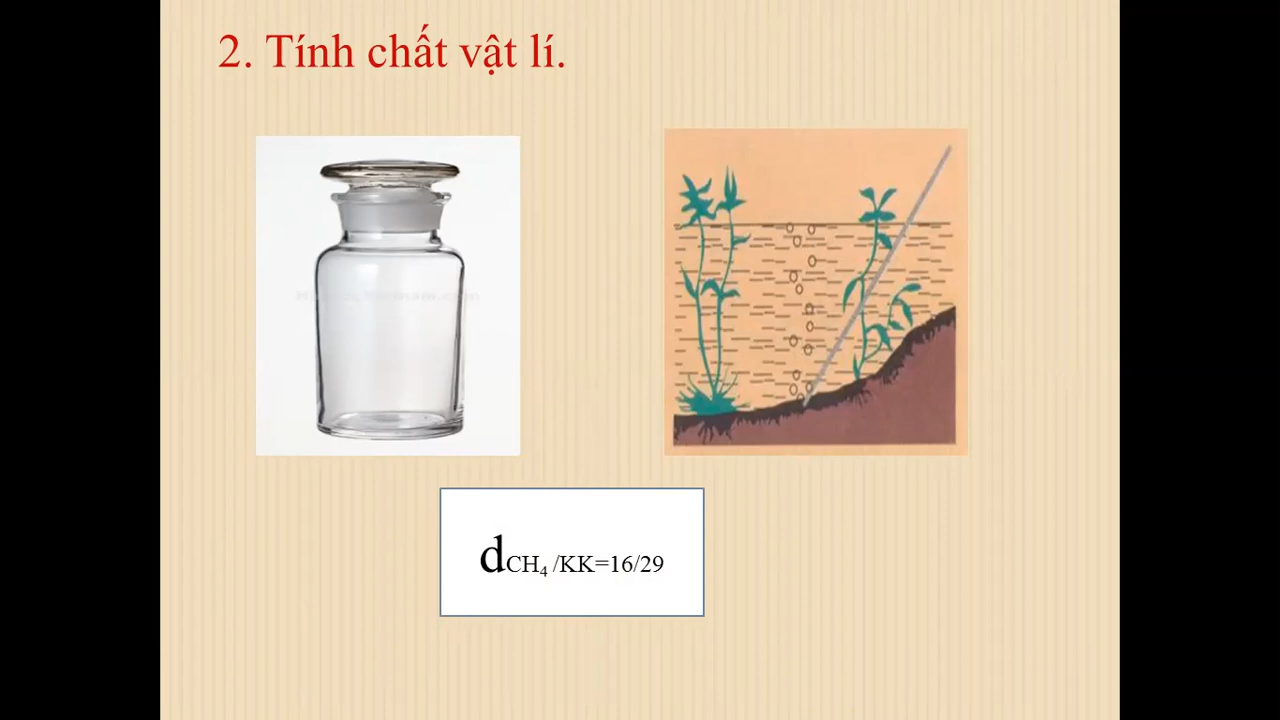 2. Tính chất vật lí.
dCH₄ /KK=16/29